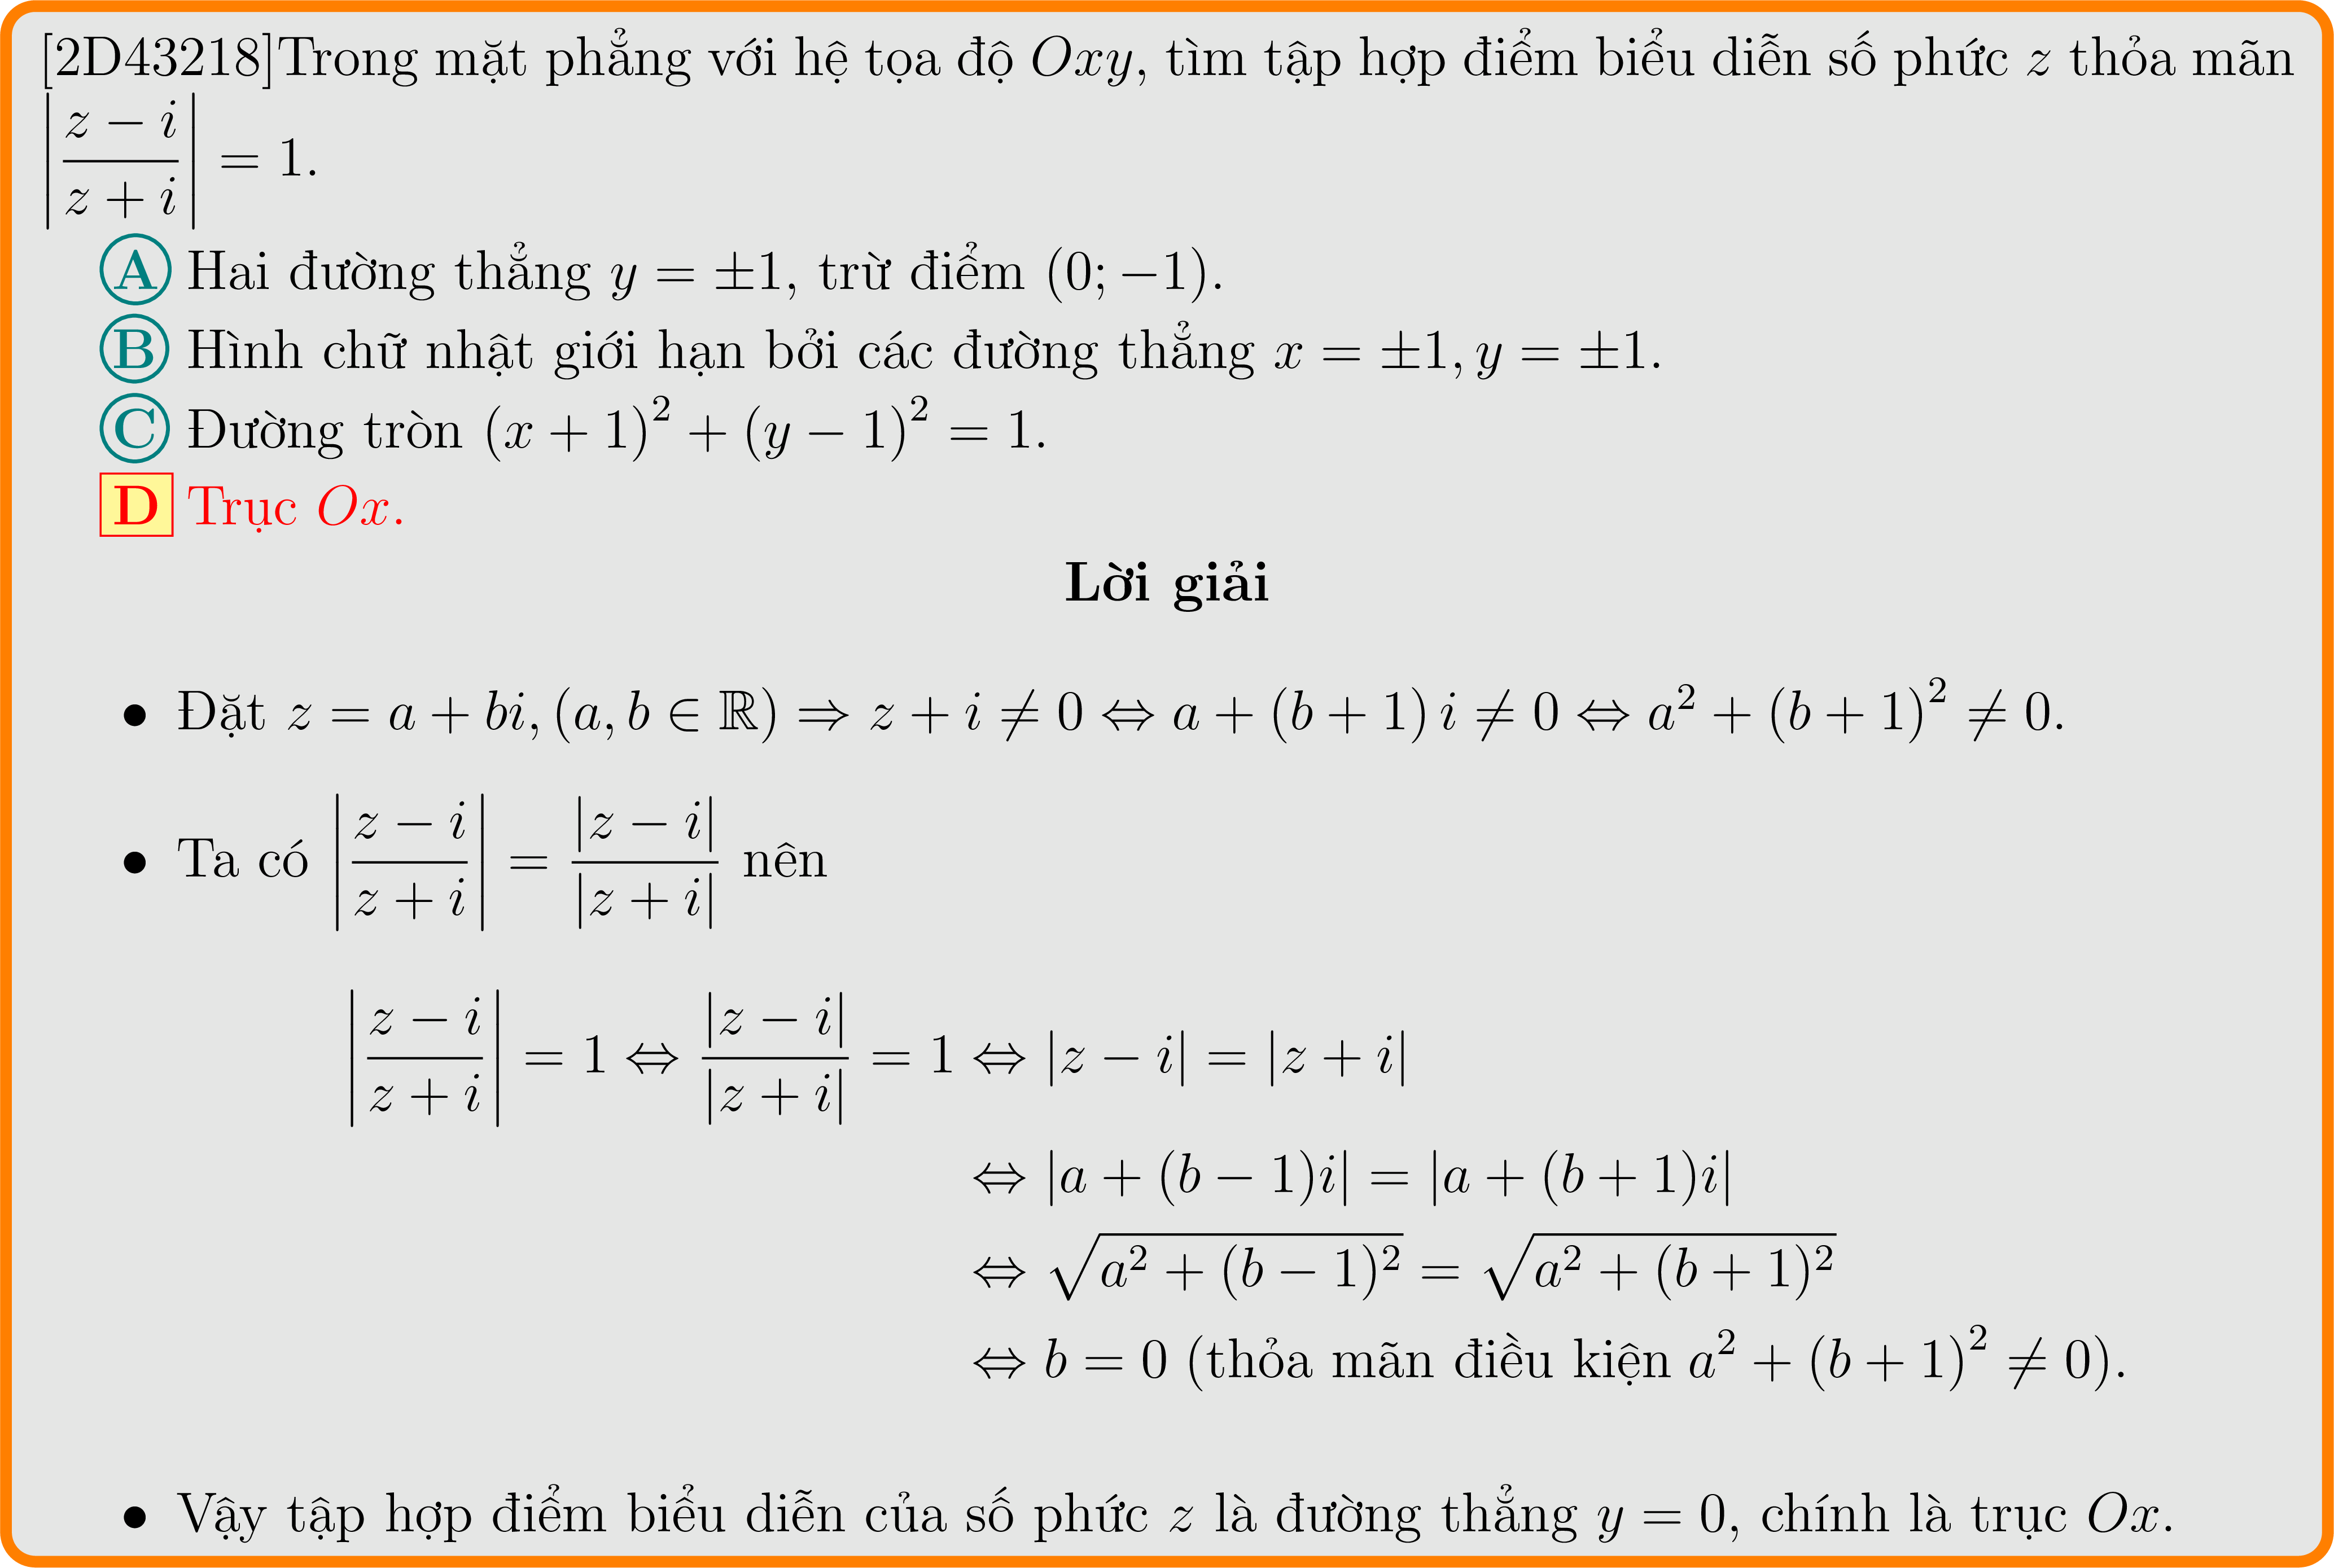 [2D43218]Trong mặt phẳng với hệ tọa độ $Oxy$, tìm tập hợp điểm biểu diễn số phức $z$ thỏa mãn
$\left|\dfrac{z-i}{z+i}\right| = 1$.
A Hai đường thẳng $y = \pm 1$, trừ điểm $(0; -1)$.
B Hình chữ nhật giới hạn bởi các đường thẳng $x = \pm 1, y = \pm 1$.
C Đường tròn $(x+1)^2 + (y-1)^2 = 1$.
D Trục $Ox$.
Lời giải
• Đặt $z = a + bi, (a, b \in \mathbb{R}) \Rightarrow z + i \neq 0 \Leftrightarrow a + (b+1)i \neq 0 \Leftrightarrow a^2 + (b+1)^2 \neq 0$.
• Ta có $\left|\dfrac{z-i}{z+i}\right| = \dfrac{|z-i|}{|z+i|}$ nên
$\left|\dfrac{z-i}{z+i}\right| = 1 \Leftrightarrow \dfrac{|z-i|}{|z+i|} = 1 \Leftrightarrow |z-i| = |z+i|$
$\Leftrightarrow |a + (b-1)i| = |a + (b+1)i|$
$\Leftrightarrow \sqrt{a^2 + (b-1)^2} = \sqrt{a^2 + (b+1)^2}$
$\Leftrightarrow b = 0$ (thỏa mãn điều kiện $a^2 + (b+1)^2 \neq 0$).
• Vậy tập hợp điểm biểu diễn của số phức $z$ là đường thẳng $y = 0$, chính là trục $Ox$.